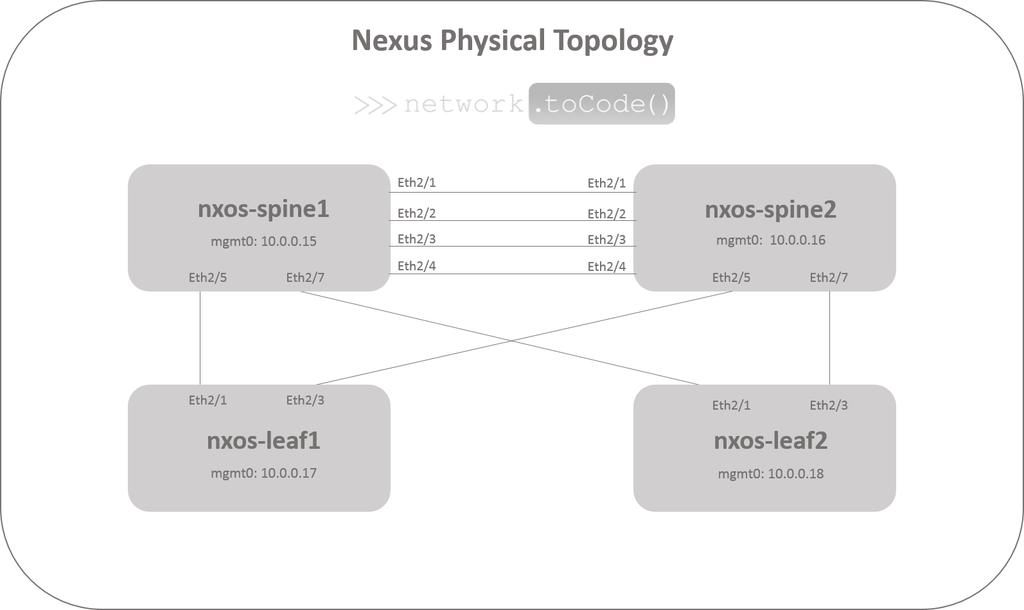 Nexus Physical Topology
>>> network .toCode()
nxos-spine1
mgmt0: 10.0.0.15
Eth2/5 Eth2/7
Eth2/1 Eth2/1
Eth2/2 Eth2/2
Eth2/3 Eth2/3
Eth2/4 Eth2/4
nxos-spine2
mgmt0: 10.0.0.16
Eth2/5 Eth2/7
Eth2/1 Eth2/3
nxos-leaf1
mgmt0: 10.0.0.17
Eth2/1 Eth2/3
nxos-leaf2
mgmt0: 10.0.0.18